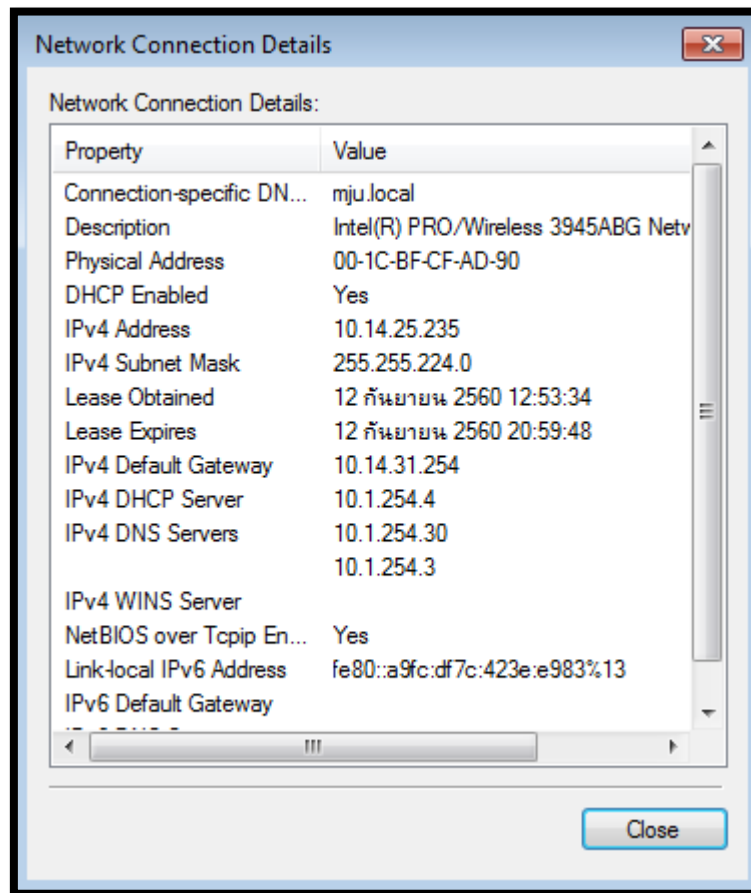 Network Connection Details
Network Connection Details:
Property Value
Connection-specific DN... mju.local
Description Intel(R) PRO/Wireless 3945ABG Netw
Physical Address 00-1C-BF-CF-AD-90
DHCP Enabled Yes
IPv4 Address 10.14.25.235
IPv4 Subnet Mask 255.255.224.0
Lease Obtained 12 กันยายน 2560 12:53:34
Lease Expires 12 กันยายน 2560 20:59:48
IPv4 Default Gateway 10.14.31.254
IPv4 DHCP Server 10.1.254.4
IPv4 DNS Servers 10.1.254.30
10.1.254.3
IPv4 WINS Server
NetBIOS over Tcpip En... Yes
Link-local IPv6 Address fe80::a9fc:df7c:423e:e983%13
IPv6 Default Gateway
Close